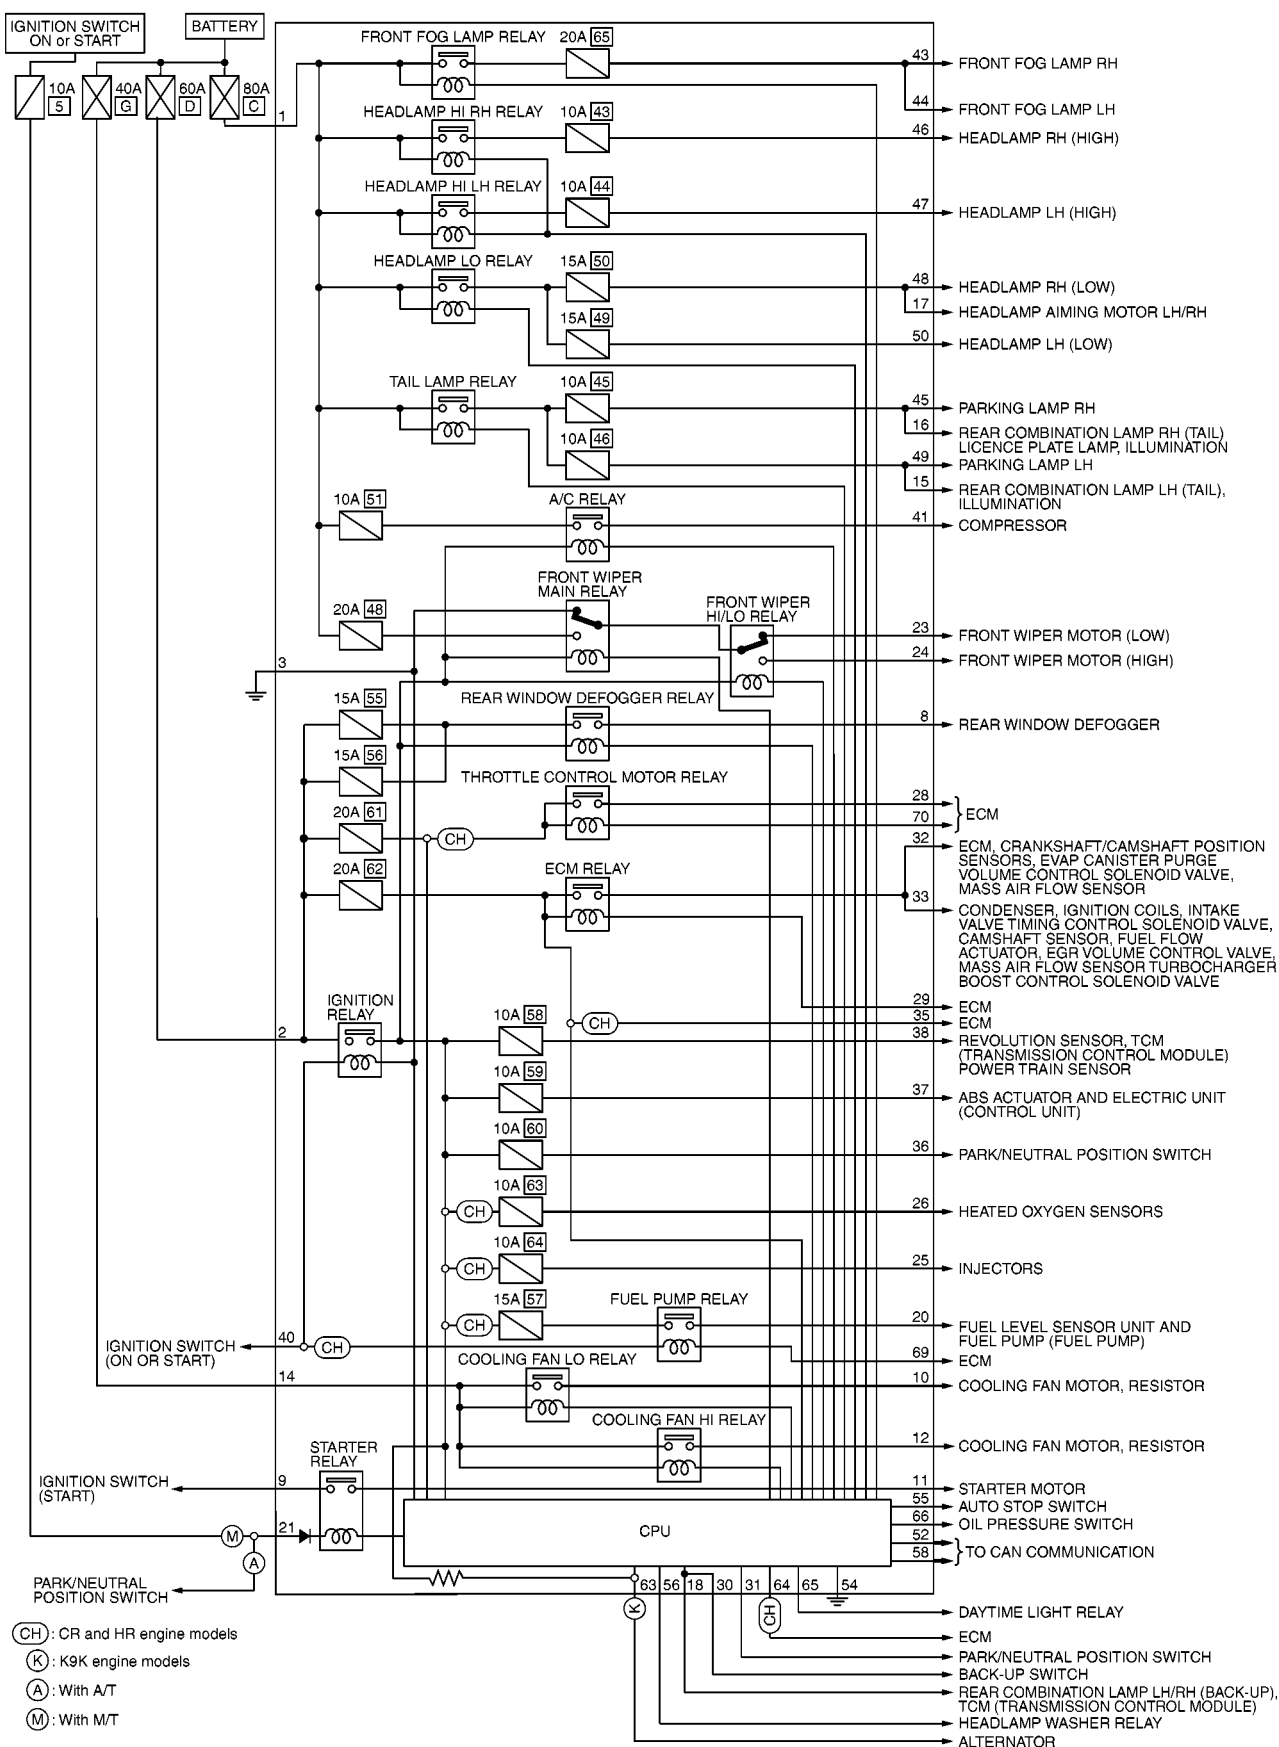 IGNITION SWITCH
ON or START
BATTERY
10A 5
40A G
60A D
80A C
1
FRONT FOG LAMP RELAY
20A 65
43
FRONT FOG LAMP RH
44
FRONT FOG LAMP LH
HEADLAMP HI RH RELAY
10A 43
46
HEADLAMP RH (HIGH)
HEADLAMP HI LH RELAY
10A 44
47
HEADLAMP LH (HIGH)
HEADLAMP LO RELAY
15A 50
48
HEADLAMP RH (LOW)
17
HEADLAMP AIMING MOTOR LH/RH
15A 49
50
HEADLAMP LH (LOW)
TAIL LAMP RELAY
10A 45
45
PARKING LAMP RH
16
REAR COMBINATION LAMP RH (TAIL)
LICENCE PLATE LAMP, ILLUMINATION
10A 46
49
PARKING LAMP LH
15
REAR COMBINATION LAMP LH (TAIL),
ILLUMINATION
10A 51
A/C RELAY
41
COMPRESSOR
FRONT WIPER
MAIN RELAY
FRONT WIPER
HI/LO RELAY
20A 48
23
FRONT WIPER MOTOR (LOW)
24
FRONT WIPER MOTOR (HIGH)
3
15A 55
REAR WINDOW DEFOGGER RELAY
8
REAR WINDOW DEFOGGER
15A 56
THROTTLE CONTROL MOTOR RELAY
28
70
ECM
20A 61
CH
32
ECM, CRANKSHAFT/CAMSHAFT POSITION
SENSORS, EVAP CANISTER PURGE
VOLUME CONTROL SOLENOID VALVE,
MASS AIR FLOW SENSOR
20A 62
ECM RELAY
33
CONDENSER, IGNITION COILS, INTAKE
VALVE TIMING CONTROL SOLENOID VALVE,
CAMSHAFT SENSOR, FUEL FLOW
ACTUATOR, EGR VOLUME CONTROL VALVE,
MASS AIR FLOW SENSOR TURBOCHARGER
BOOST CONTROL SOLENOID VALVE
IGNITION
RELAY
2
29
ECM
CH
35
ECM
10A 58
38
REVOLUTION SENSOR, TCM
(TRANSMISSION CONTROL MODULE)
POWER TRAIN SENSOR
10A 59
37
ABS ACTUATOR AND ELECTRIC UNIT
(CONTROL UNIT)
10A 60
36
PARK/NEUTRAL POSITION SWITCH
CH
10A 63
26
HEATED OXYGEN SENSORS
CH
10A 64
25
INJECTORS
CH
15A 57
FUEL PUMP RELAY
20
FUEL LEVEL SENSOR UNIT AND
FUEL PUMP (FUEL PUMP)
IGNITION SWITCH
(ON OR START)
40
CH
69
ECM
COOLING FAN LO RELAY
14
10
COOLING FAN MOTOR, RESISTOR
COOLING FAN HI RELAY
12
COOLING FAN MOTOR, RESISTOR
STARTER
RELAY
IGNITION SWITCH
(START)
9
11
STARTER MOTOR
55
AUTO STOP SWITCH
66
OIL PRESSURE SWITCH
52
58
TO CAN COMMUNICATION
M
21
CPU
A
PARK/NEUTRAL
POSITION SWITCH
63 56 18 30 31 64 65 54
K
CH
DAYTIME LIGHT RELAY
ECM
PARK/NEUTRAL POSITION SWITCH
BACK-UP SWITCH
REAR COMBINATION LAMP LH/RH (BACK-UP),
TCM (TRANSMISSION CONTROL MODULE)
HEADLAMP WASHER RELAY
ALTERNATOR
CH : CR and HR engine models
K : K9K engine models
A : With A/T
M : With M/T